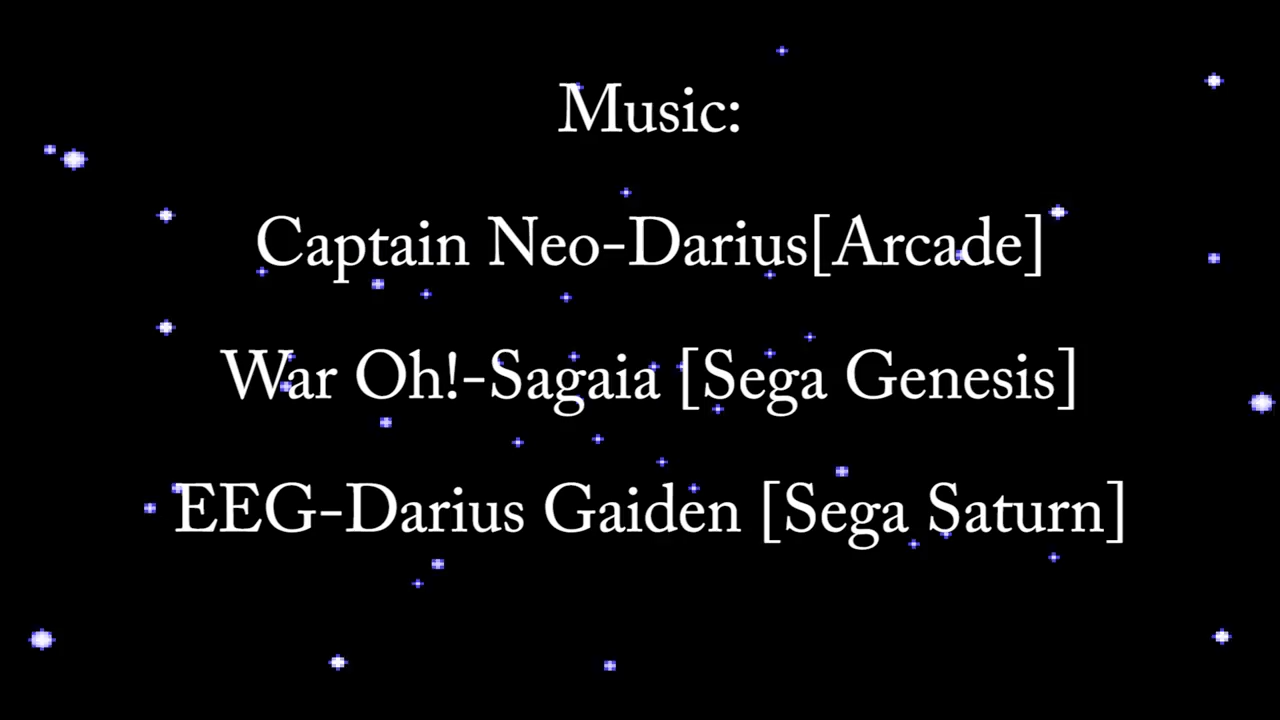 Music:
Captain Neo-Darius[Arcade]
War Oh!-Sagaia [Sega Genesis]
EEG-Darius Gaiden [Sega Saturn]